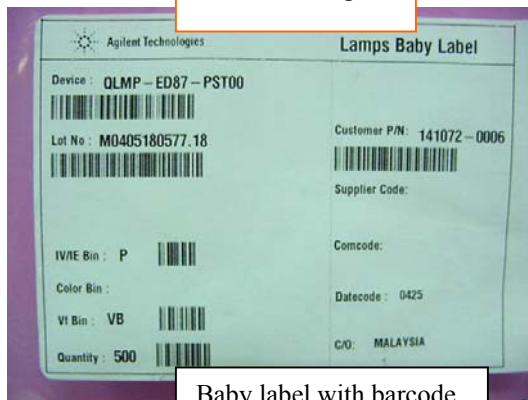 Agilent Technologies
Lamps Baby Label
Device : QLMP-ED87-PST00
Lot No : M0405180577.18
Customer P/N: 141072-0006
Supplier Code:
IV/IE Bin : P
Comcode:
Color Bin :
Datecode : 0425
Vf Bin : VB
C/O: MALAYSIA
Quantity : 500
Baby label with barcode